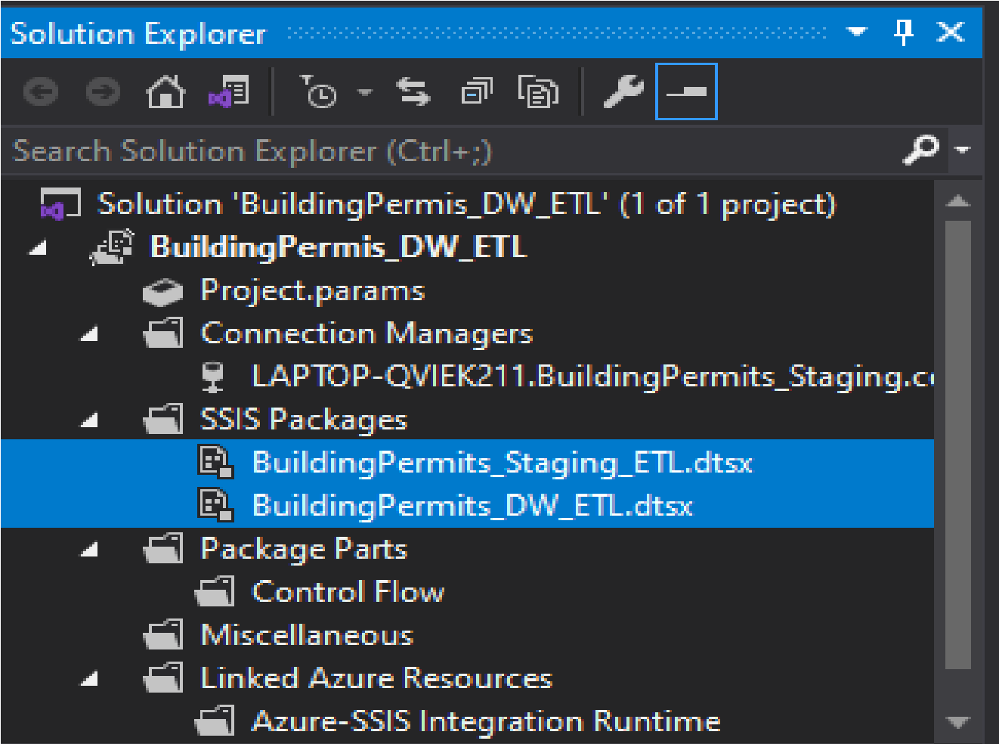 Solution Explorer
Search Solution Explorer (Ctrl+;)
Solution 'BuildingPermis_DW_ETL' (1 of 1 project)
BuildingPermis_DW_ETL
Project.params
Connection Managers
LAPTOP-QVIEK211.BuildingPermits_Staging.c
SSIS Packages
BuildingPermits_Staging_ETL.dtsx
BuildingPermits_DW_ETL.dtsx
Package Parts
Control Flow
Miscellaneous
Linked Azure Resources
Azure-SSIS Integration Runtime